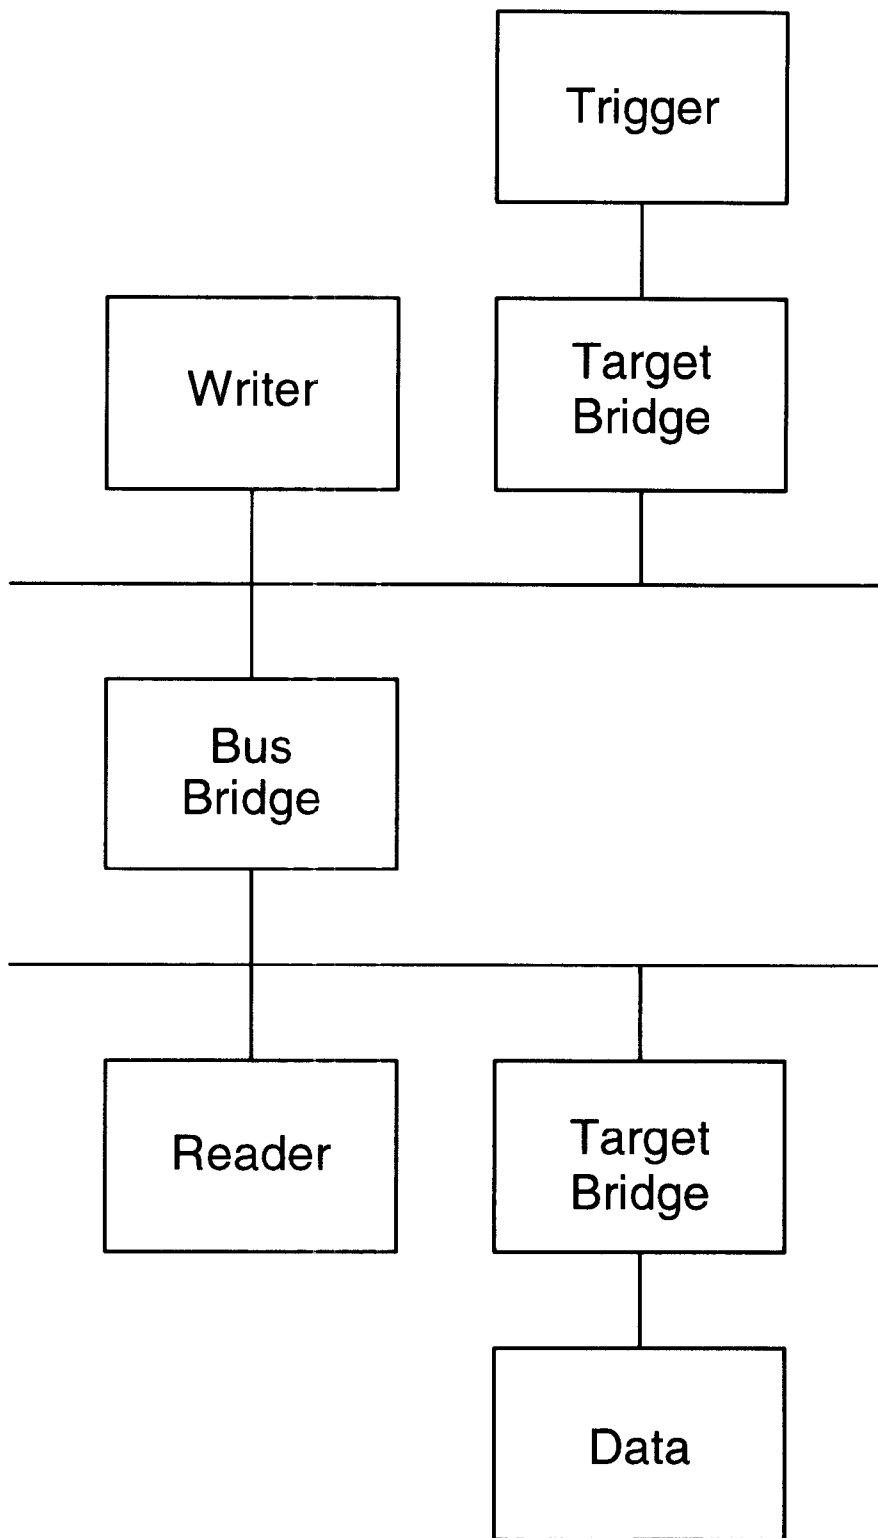 Trigger
Writer
Target
Bridge
Bus
Bridge
Reader
Target
Bridge
Data